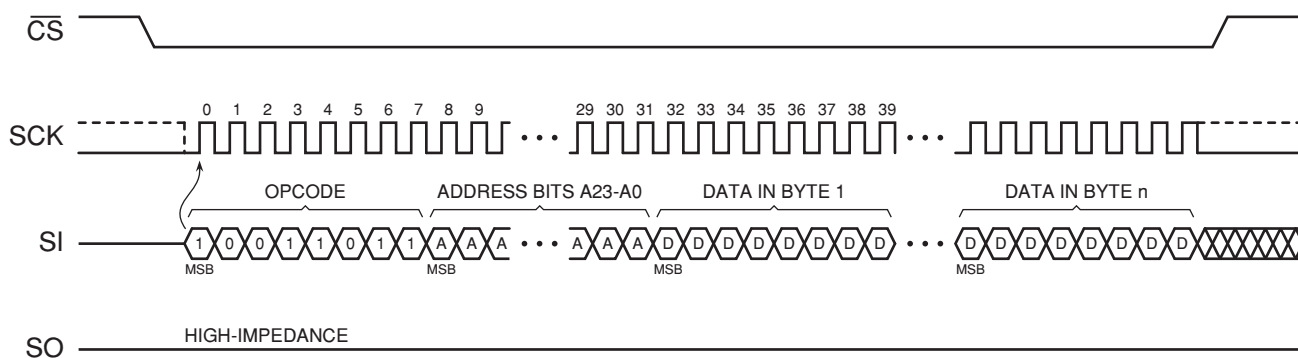 CS
0 1 2 3 4 5 6 7 8 9 29 30 31 32 33 34 35 36 37 38 39
SCK
OPCODE ADDRESS BITS A23-A0 DATA IN BYTE 1 DATA IN BYTE n
SI 1 0 0 1 1 0 1 1 A A A A A A D D D D D D D D D D D D D D D D
MSB MSB MSB MSB
HIGH-IMPEDANCE
SO